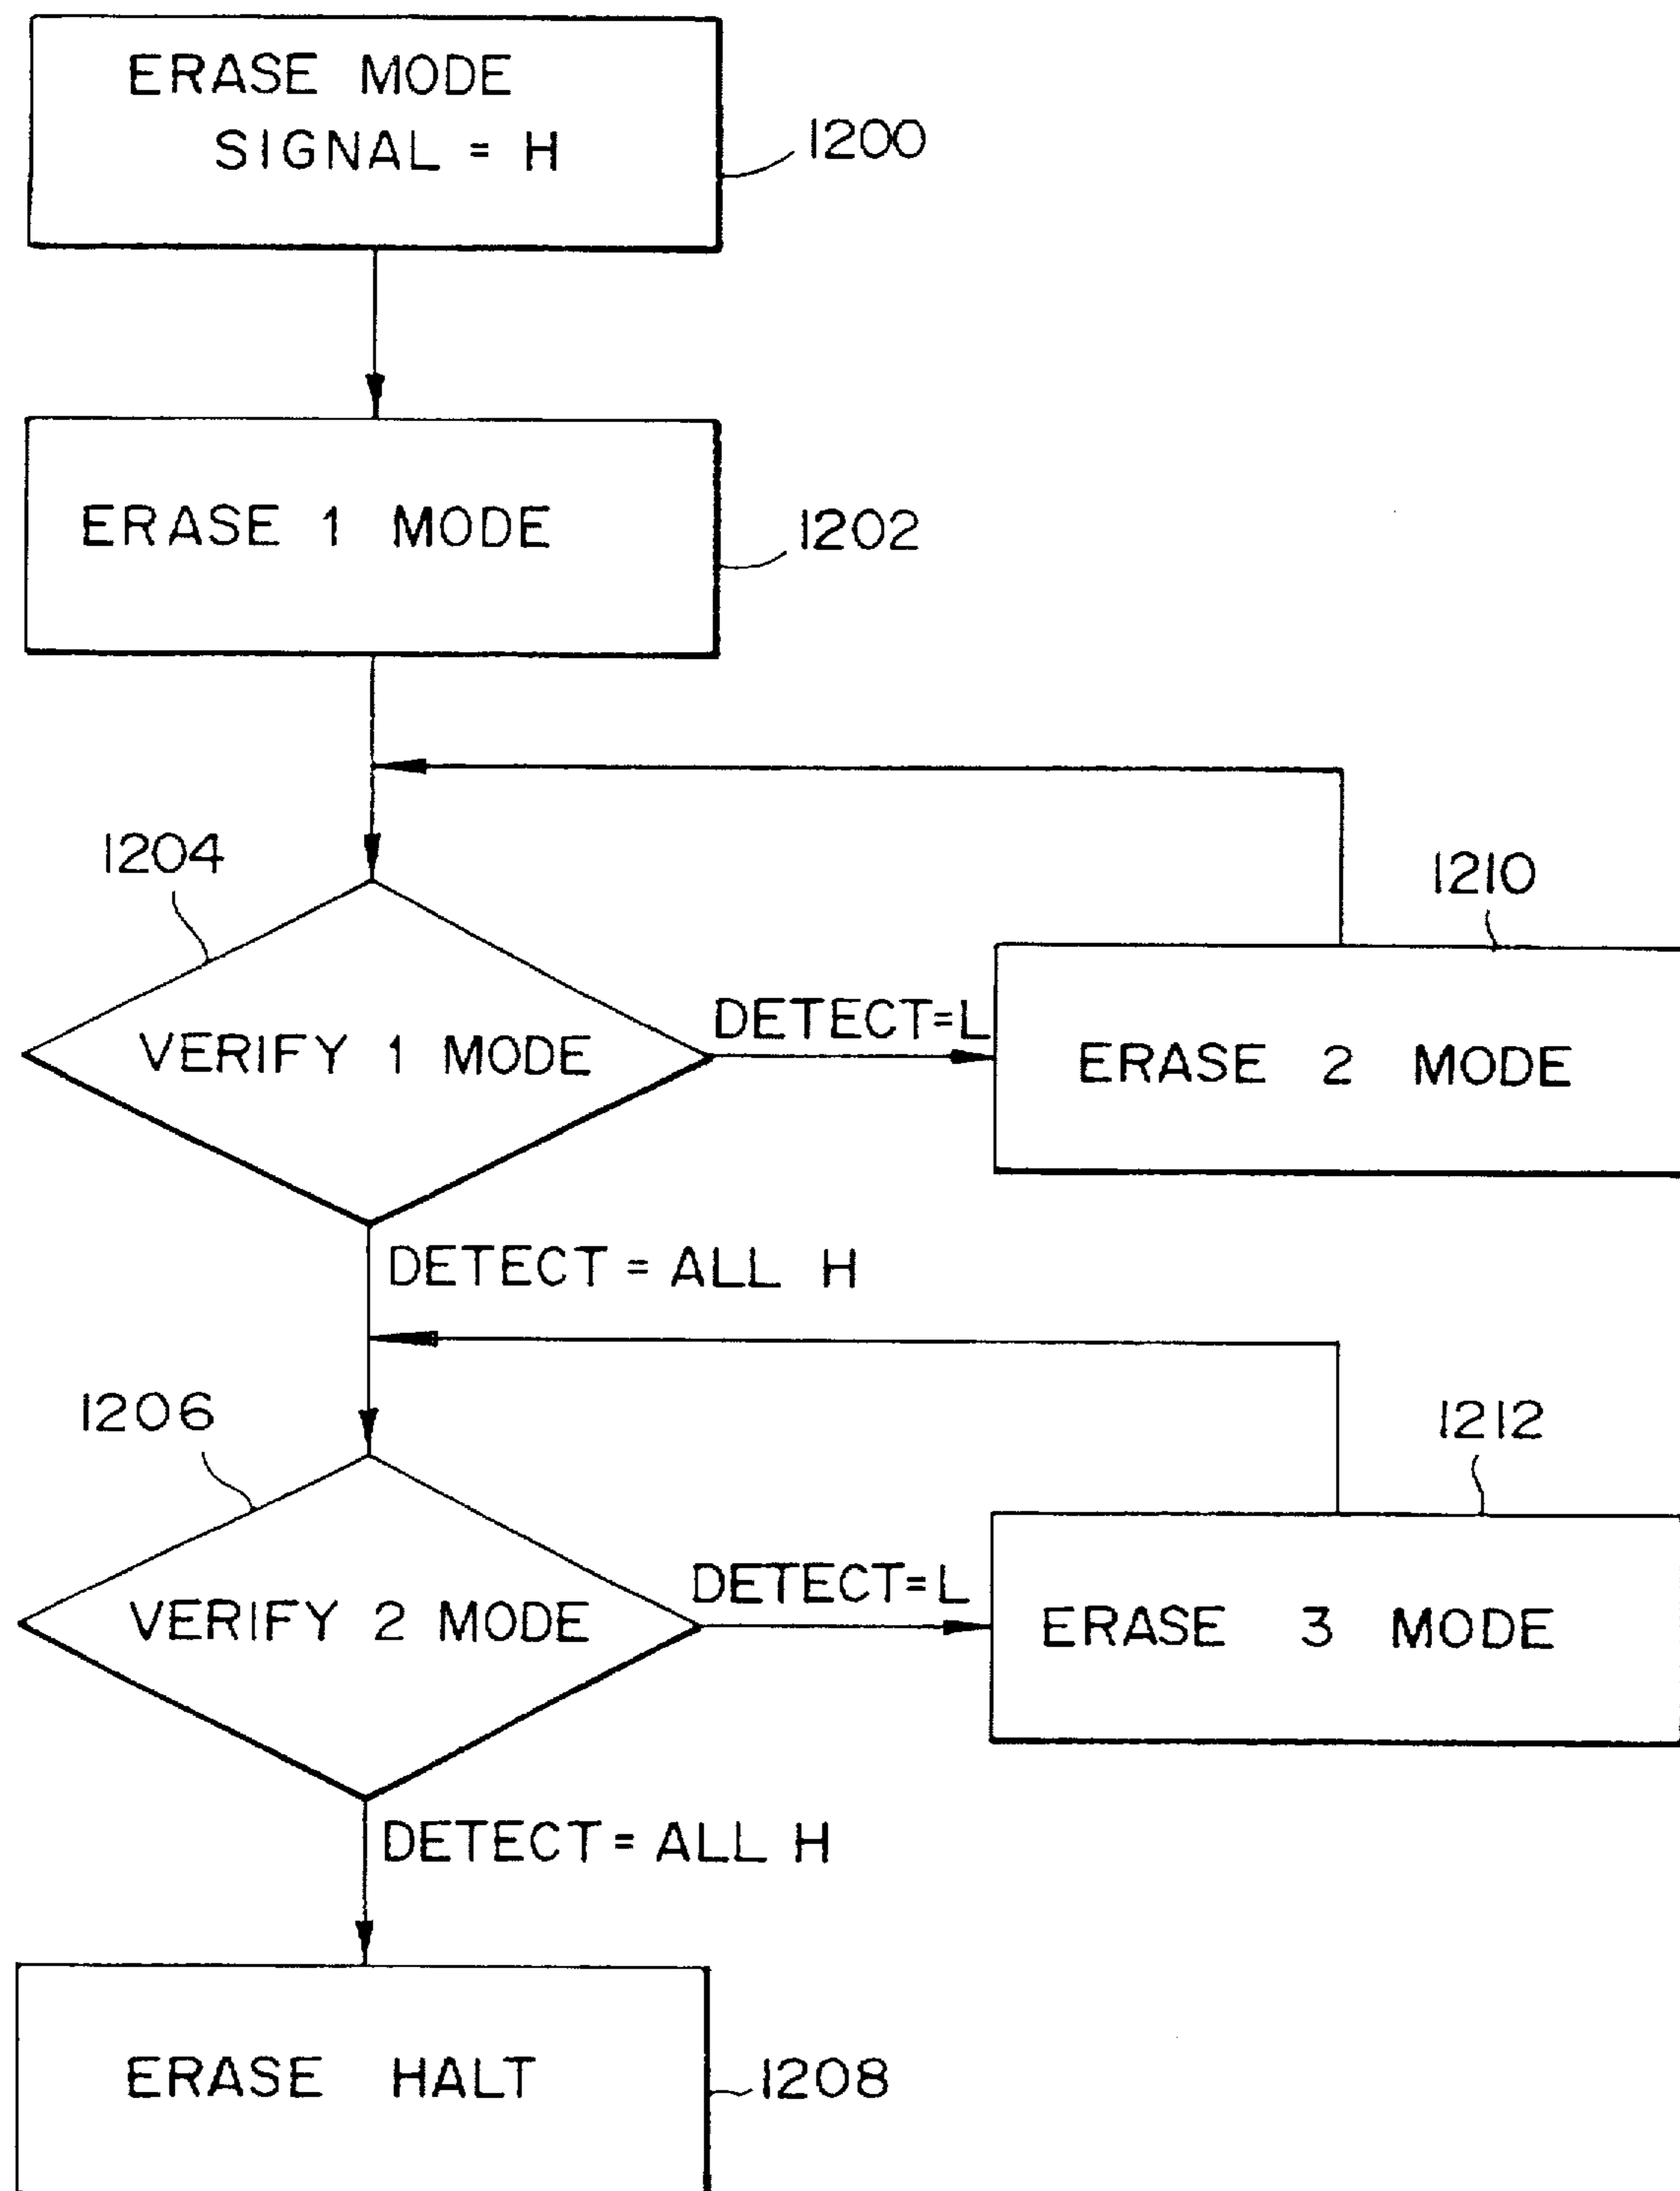 ERASE MODE
SIGNAL = H
1200
ERASE 1 MODE
1202
1204
1210
VERIFY 1 MODE
DETECT=L
ERASE 2 MODE
DETECT = ALL H
1206
1212
VERIFY 2 MODE
DETECT=L
ERASE 3 MODE
DETECT = ALL H
ERASE HALT
1208